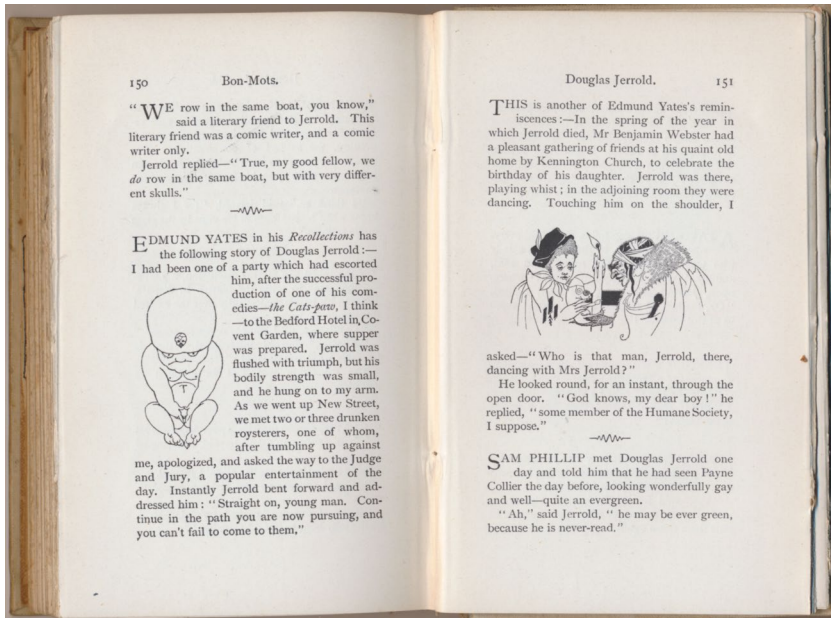 150 Bon-Mots.
“ WE row in the same boat, you know,”
said a literary friend to Jerrold. This
literary friend was a comic writer, and a comic
writer only.
Jerrold replied—“ True, my good fellow, we
do row in the same boat, but with very differ-
ent skulls.”
EDMUND YATES in his Recollections has
the following story of Douglas Jerrold :—
I had been one of a party which had escorted
him, after the successful pro-
duction of one of his com-
edies—the Cats-paw, I think
—to the Bedford Hotel in, Co-
vent Garden, where supper
was prepared. Jerrold was
flushed with triumph, but his
bodily strength was small,
and he hung on to my arm.
As we went up New Street,
we met two or three drunken
roysterers, one of whom,
after tumbling up against
me, apologized, and asked the way to the Judge
and Jury, a popular entertainment of the
day. Instantly Jerrold bent forward and ad-
dressed him : “ Straight on, young man. Con-
tinue in the path you are now pursuing, and
you can't fail to come to them,”
Douglas Jerrold. 151
THIS is another of Edmund Yates's remin-
iscences :—In the spring of the year in
which Jerrold died, Mr Benjamin Webster had
a pleasant gathering of friends at his quaint old
home by Kennington Church, to celebrate the
birthday of his daughter. Jerrold was there,
playing whist ; in the adjoining room they were
dancing. Touching him on the shoulder, I
asked—“ Who is that man, Jerrold, there,
dancing with Mrs Jerrold ? ”
He looked round, for an instant, through the
open door. “ God knows, my dear boy ! ” he
replied, “ some member of the Humane Society,
I suppose.”
SAM PHILLIP met Douglas Jerrold one
day and told him that he had seen Payne
Collier the day before, looking wonderfully gay
and well—quite an evergreen.
“ Ah,” said Jerrold, “ he may be ever green,
because he is never-read.”